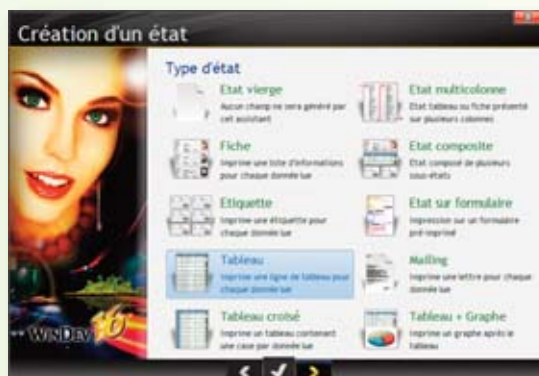 Création d'un état
Type d'état
Etat vierge
Aucun champ ne sera généré par
cet assistant
Etat multicolonne
Etat tableau ou fiche présenté
sur plusieurs colonnes
Fiche
Imprime une liste d'informations
pour chaque donnée lue
Etat composite
Etat composé de plusieurs
sous-états
Etiquette
Imprime une étiquette pour
chaque donnée lue
Etat sur formulaire
Impression sur un formulaire
pré-imprimé
Tableau
Imprime une ligne de tableau pour
chaque donnée lue
Mailing
Imprime une lettre pour chaque
donnée lue
Tableau croisé
Imprime un tableau contenant
une case par donnée lue
Tableau + Graphe
Imprime un graphe après le
tableau
WINDEV 16